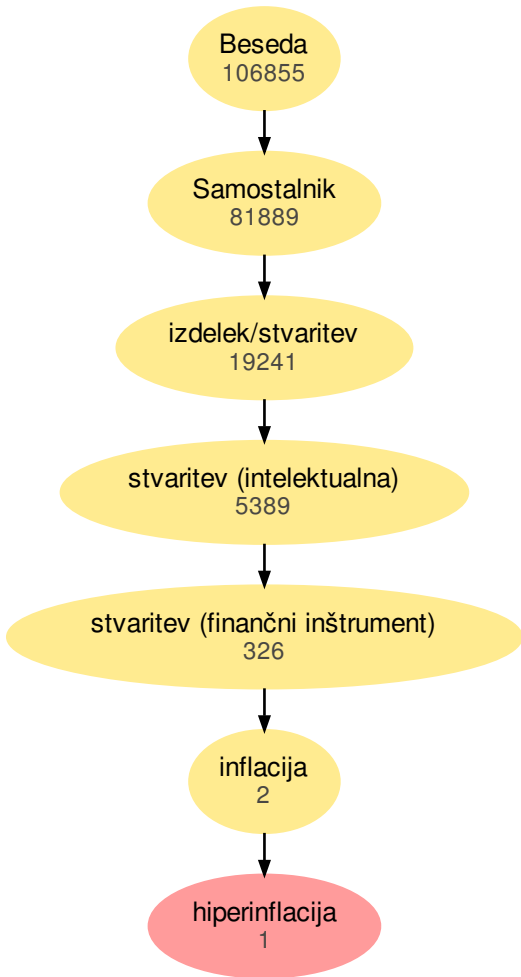 Beseda
106855
Samostalnik
81889
izdelek/stvaritev
19241
stvaritev (intelektualna)
5389
stvaritev (finančni inštrument)
326
inflacija
2
hiperinflacija
1